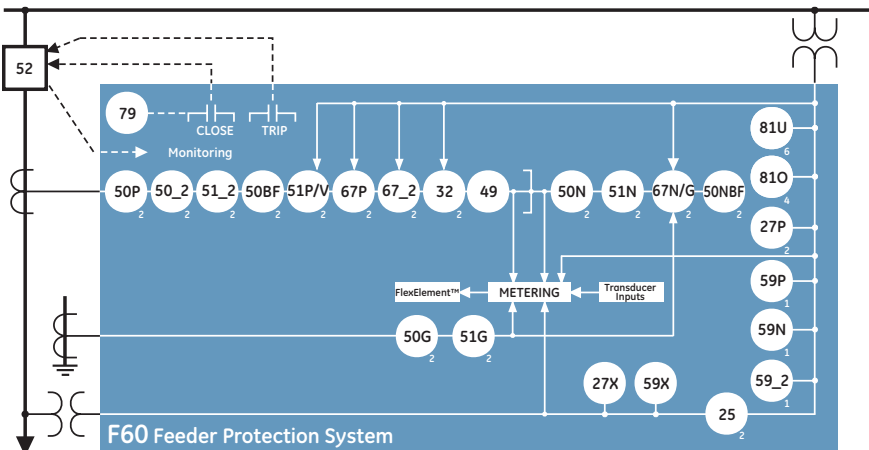 52
79
CLOSE
TRIP
Monitoring
81U
6
50P
2
50_2
2
51_2
2
50BF
2
51P/V
2
67P
2
67_2
2
32
2
49
50N
2
51N
2
67N/G
2
50NBF
2
81O
4
27P
2
59P
1
FlexElement™
METERING
Transducer
Inputs
50G
2
51G
2
59N
1
27X
59X
59_2
1
25
2
F60 Feeder Protection System